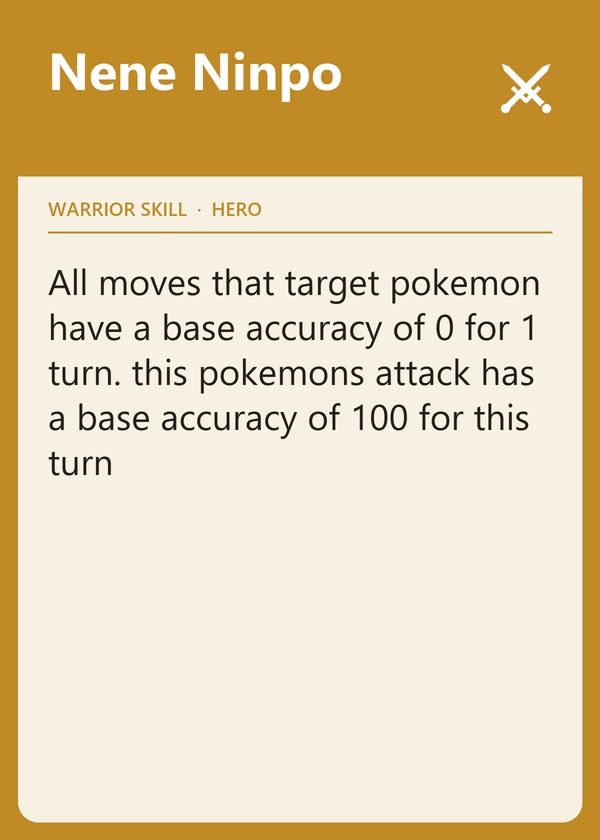 Nene Ninpo
WARRIOR SKILL · HERO
All moves that target pokemon
have a base accuracy of 0 for 1
turn. this pokemons attack has
a base accuracy of 100 for this
turn